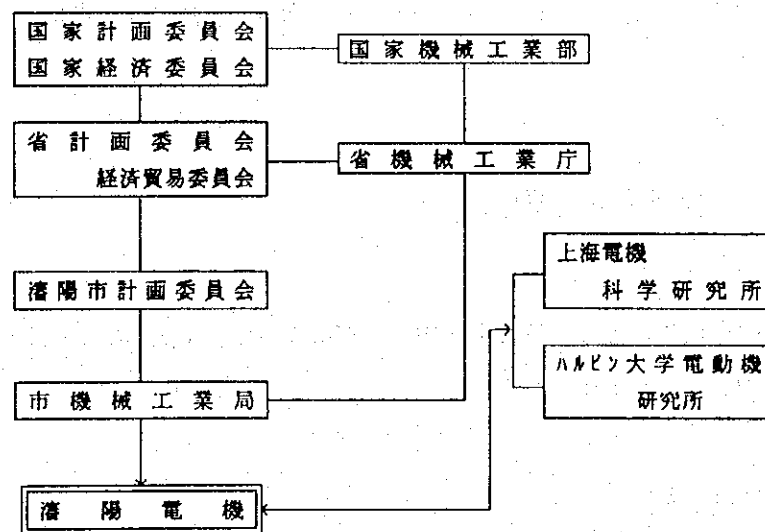 国家計画委員会
国家経済委員会
国家機械工業部
省計画委員会
経済貿易委員会
省機械工業庁
上海電機
科学研究所
瀋陽市計画委員会
ハルビン大学電動機
研究所
市機械工業局
瀋陽電機